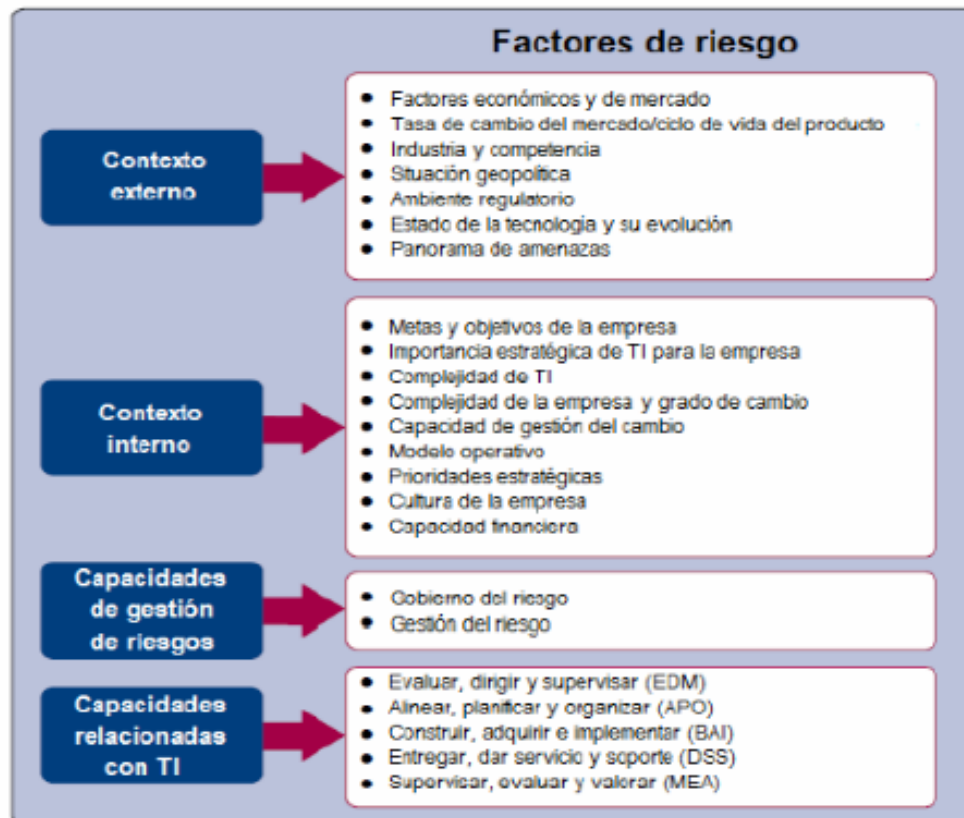 Factores de riesgo
Contexto
externo
● Factores económicos y de mercado
● Tasa de cambio del mercado/ciclo de vida del producto
● Industria y competencia
● Situación geopolítica
● Ambiente regulatorio
● Estado de la tecnología y su evolución
● Panorama de amenazas
Contexto
interno
● Metas y objetivos de la empresa
● Importancia estratégica de TI para la empresa
● Complejidad de TI
● Complejidad de la empresa y grado de cambio
● Capacidad de gestión del cambio
● Modelo operativo
● Prioridades estratégicas
● Cultura de la empresa
● Capacidad financiera
Capacidades
de gestión
de riesgos
● Gobierno del riesgo
● Gestión del riesgo
Capacidades
relacionadas
con TI
● Evaluar, dirigir y supervisar (EDM)
● Alinear, planificar y organizar (APO)
● Construir, adquirir e implementar (BAI)
● Entregar, dar servicio y soporte (DSS)
● Supervisar, evaluar y valorar (MEA)